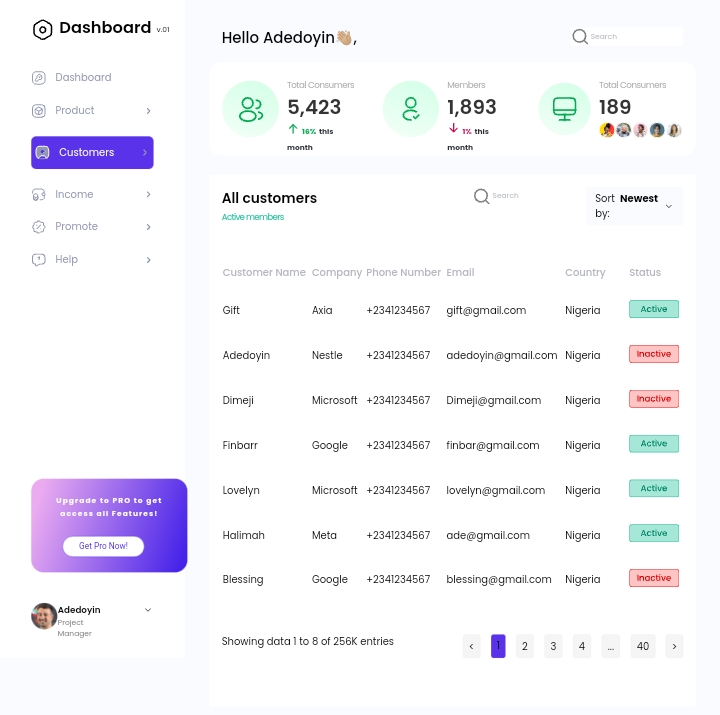 Dashboard v.01
Dashboard
Product
Customers
Income
Promote
Help
Upgrade to PRO to get
access all Features!
Get Pro Now!
Adedoyin
Project
Manager
Hello Adedoyin👋🏽,
Search
Total Consumers
5,423
↑ 16% this
month
Members
1,893
↓ 1% this
month
Total Consumers
189
All customers
Active members
Search
Sort by: Newest
Customer Name Company Phone Number Email Country Status
Gift Axia +2341234567 gift@gmail.com Nigeria Active
Adedoyin Nestle +2341234567 adedoyin@gmail.com Nigeria Inactive
Dimeji Microsoft +2341234567 Dimeji@gmail.com Nigeria Inactive
Finbarr Google +2341234567 finbar@gmail.com Nigeria Active
Lovelyn Microsoft +2341234567 lovelyn@gmail.com Nigeria Active
Halimah Meta +2341234567 ade@gmail.com Nigeria Active
Blessing Google +2341234567 blessing@gmail.com Nigeria Inactive
Showing data 1 to 8 of 256K entries
‹ 1 2 3 4 ... 40 ›